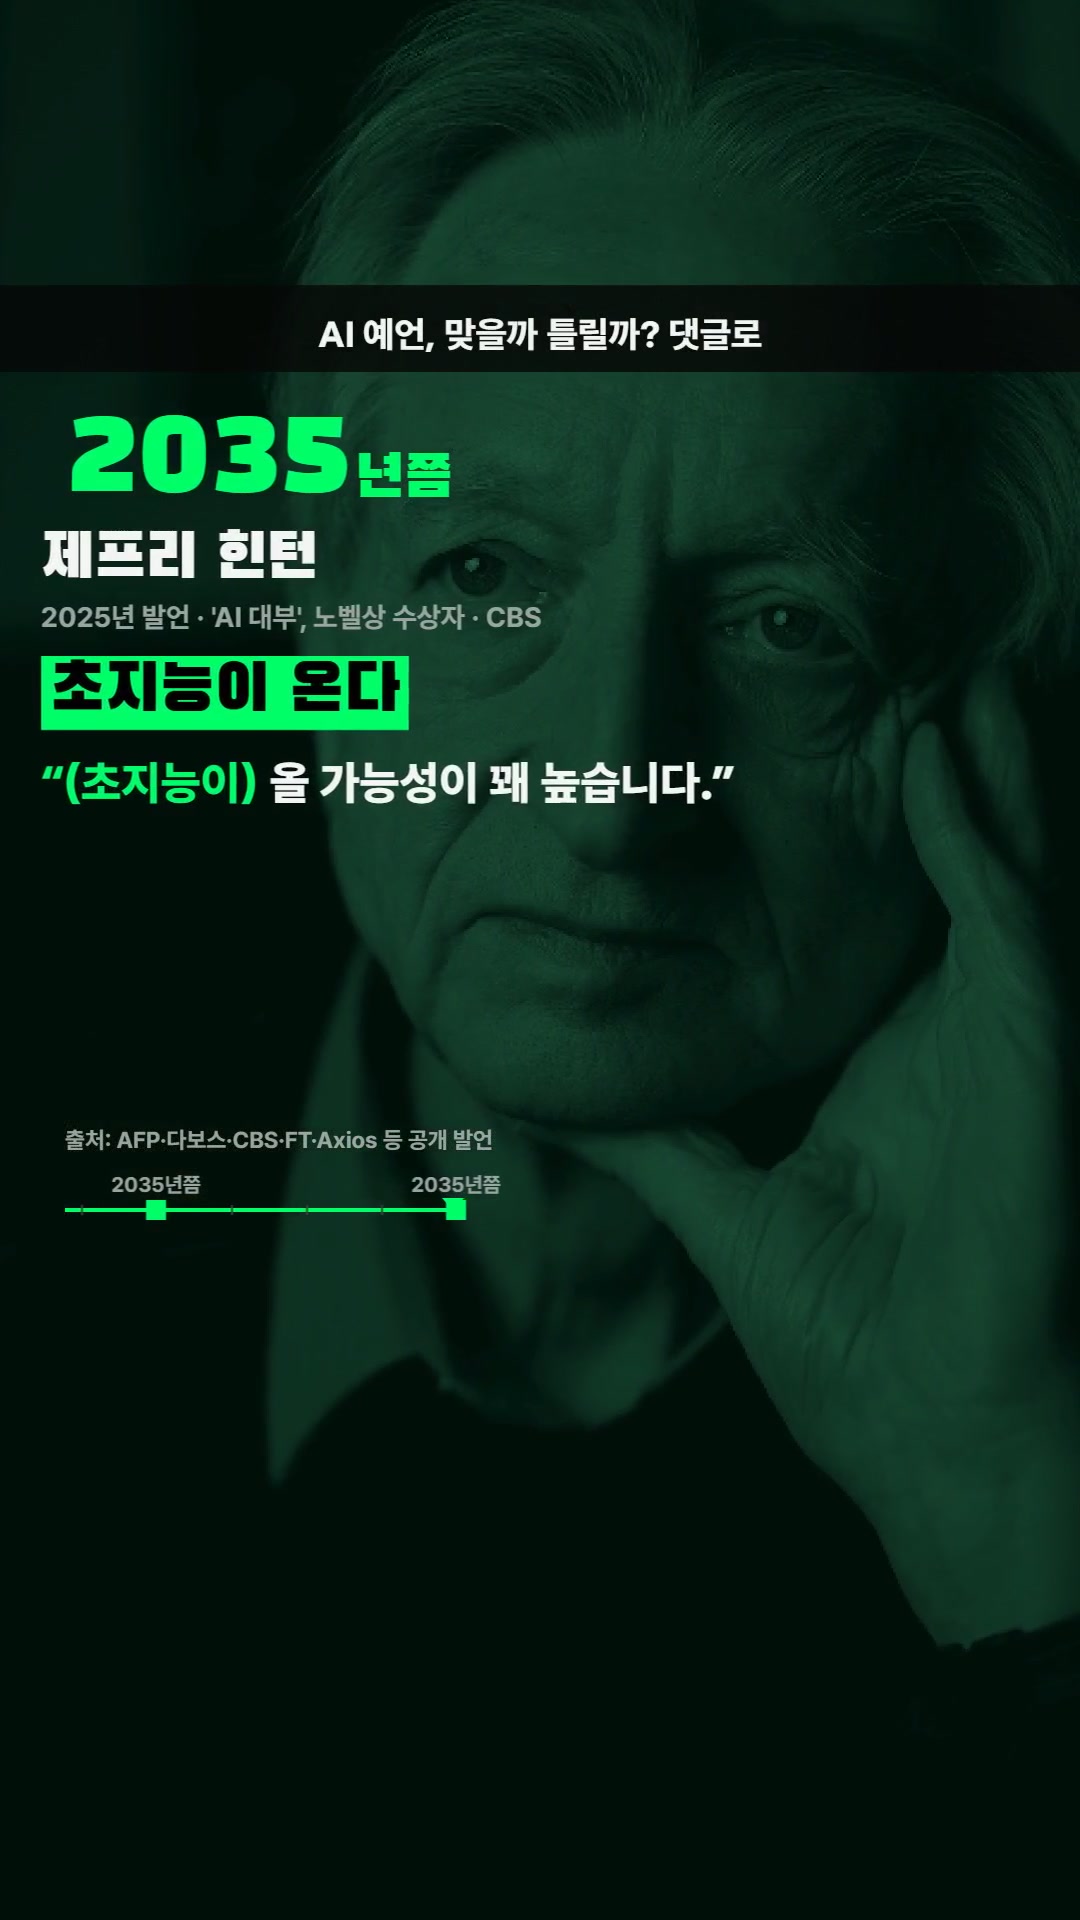 AI 예언, 맞을까 틀릴까? 댓글로
2035년쯤
제프리 힌턴
2025년 발언 · 'AI 대부', 노벨상 수상자 · CBS
초지능이 온다
“(초지능이) 올 가능성이 꽤 높습니다.”
출처: AFP·다보스·CBS·FT·Axios 등 공개 발언
2035년쯤 2035년쯤